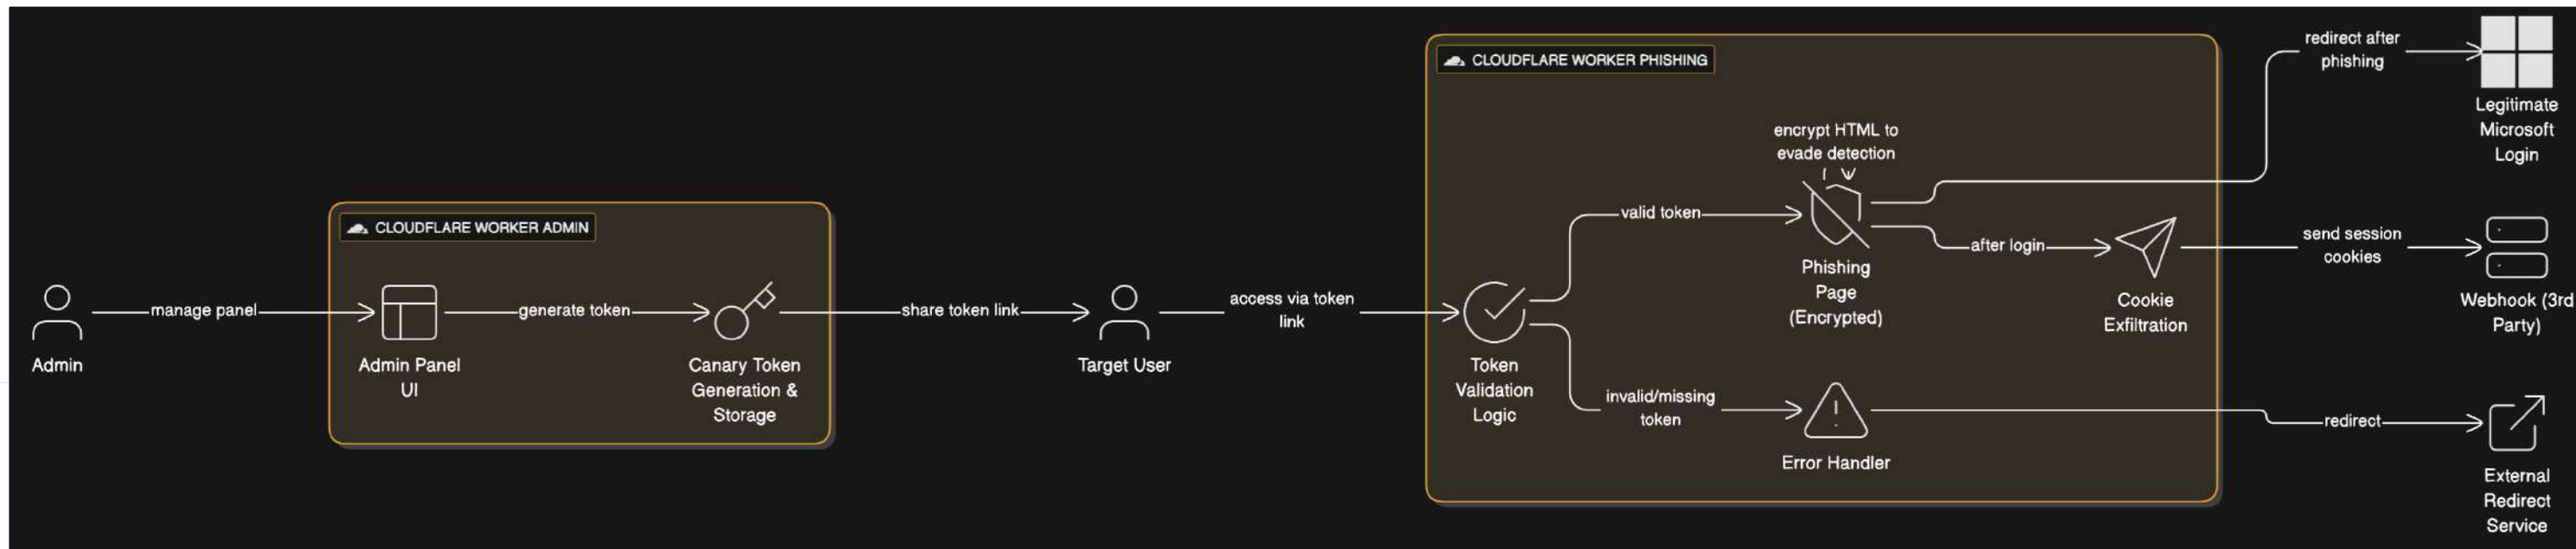 CLOUDFLARE WORKER ADMIN
Admin
manage panel
Admin Panel
UI
generate token
Canary Token
Generation &
Storage
share token link
Target User
access via token
link
CLOUDFLARE WORKER PHISHING
Token
Validation
Logic
valid token
invalid/missing
token
encrypt HTML to
evade detection
Phishing
Page
(Encrypted)
Error Handler
after login
Cookie
Exfiltration
redirect after
phishing
Legitimate
Microsoft
Login
send session
cookies
Webhook (3rd
Party)
redirect
External
Redirect
Service